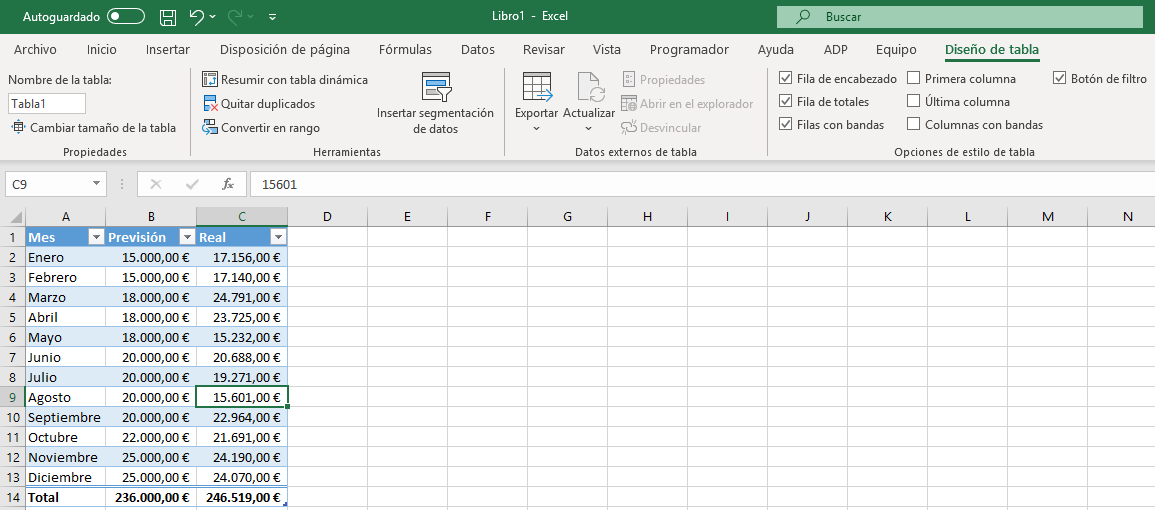 Autoguardado Libro1 - Excel Buscar
Archivo Inicio Insertar Disposición de página Fórmulas Datos Revisar Vista Programador Ayuda ADP Equipo Diseño de tabla
Nombre de la tabla:
Tabla1
Cambiar tamaño de la tabla
Propiedades
Resumir con tabla dinámica
Quitar duplicados
Convertir en rango
Insertar segmentación
de datos
Herramientas
Exportar Actualizar
Propiedades
Abrir en el explorador
Desvincular
Datos externos de tabla
Fila de encabezado Primera columna Botón de filtro
Fila de totales Última columna
Filas con bandas Columnas con bandas
Opciones de estilo de tabla
C9 fx 15601
A B C D E F G H I J K L M N
1 Mes Previsión Real
2 Enero 15.000,00 € 17.156,00 €
3 Febrero 15.000,00 € 17.140,00 €
4 Marzo 18.000,00 € 24.791,00 €
5 Abril 18.000,00 € 23.725,00 €
6 Mayo 18.000,00 € 15.232,00 €
7 Junio 20.000,00 € 20.688,00 €
8 Julio 20.000,00 € 19.271,00 €
9 Agosto 20.000,00 € 15.601,00 €
10 Septiembre 20.000,00 € 22.964,00 €
11 Octubre 22.000,00 € 21.691,00 €
12 Noviembre 25.000,00 € 24.190,00 €
13 Diciembre 25.000,00 € 24.070,00 €
14 Total 236.000,00 € 246.519,00 €